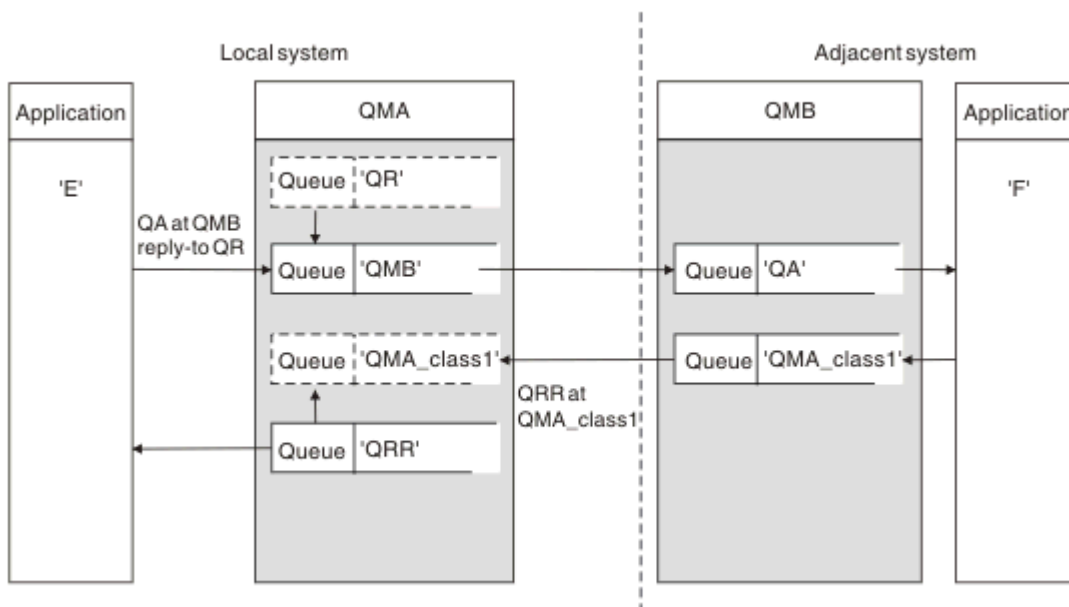 Local system
Adjacent system
Application
QMA
QMB
Application
'E'
'F'
Queue 'QR'
QA at QMB
reply-to QR
Queue 'QMB'
Queue 'QA'
Queue 'QMA_class1'
Queue 'QMA_class1'
QRR at
QMA_class1
Queue 'QRR'